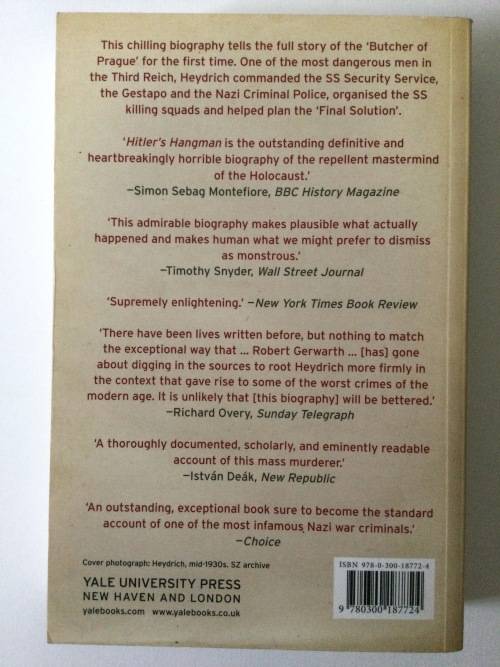 This chilling biography tells the full story of the 'Butcher of
Prague' for the first time. One of the most dangerous men in
the Third Reich, Heydrich commanded the SS Security Service,
the Gestapo and the Nazi Criminal Police, organised the SS
killing squads and helped plan the 'Final Solution'.
'Hitler's Hangman is the outstanding definitive and
heartbreakingly horrible biography of the repellent mastermind
of the Holocaust.'
—Simon Sebag Montefiore, BBC History Magazine
'This admirable biography makes plausible what actually
happened and makes human what we might prefer to dismiss
as monstrous.'
—Timothy Snyder, Wall Street Journal
'Supremely enlightening.' —New York Times Book Review
'There have been lives written before, but nothing to match
the exceptional way that ... Robert Gerwarth ... [has] gone
about digging in the sources to root Heydrich more firmly in
the context that gave rise to some of the worst crimes of the
modern age. It is unlikely that [this biography] will be bettered.'
—Richard Overy, Sunday Telegraph
'A thoroughly documented, scholarly, and eminently readable
account of this mass murderer.'
—István Deák, New Republic
'An outstanding, exceptional book sure to become the standard
account of one of the most infamous Nazi war criminals.'
—Choice
Cover photograph: Heydrich, mid-1930s. SZ archive
YALE UNIVERSITY PRESS
NEW HAVEN AND LONDON
yalebooks.com www.yalebooks.co.uk
ISBN 978-0-300-18772-4
9 780300 187724